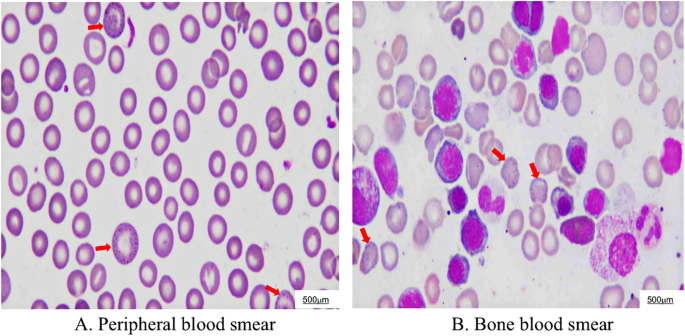 500μm
500μm
A. Peripheral blood smear
B. Bone blood smear